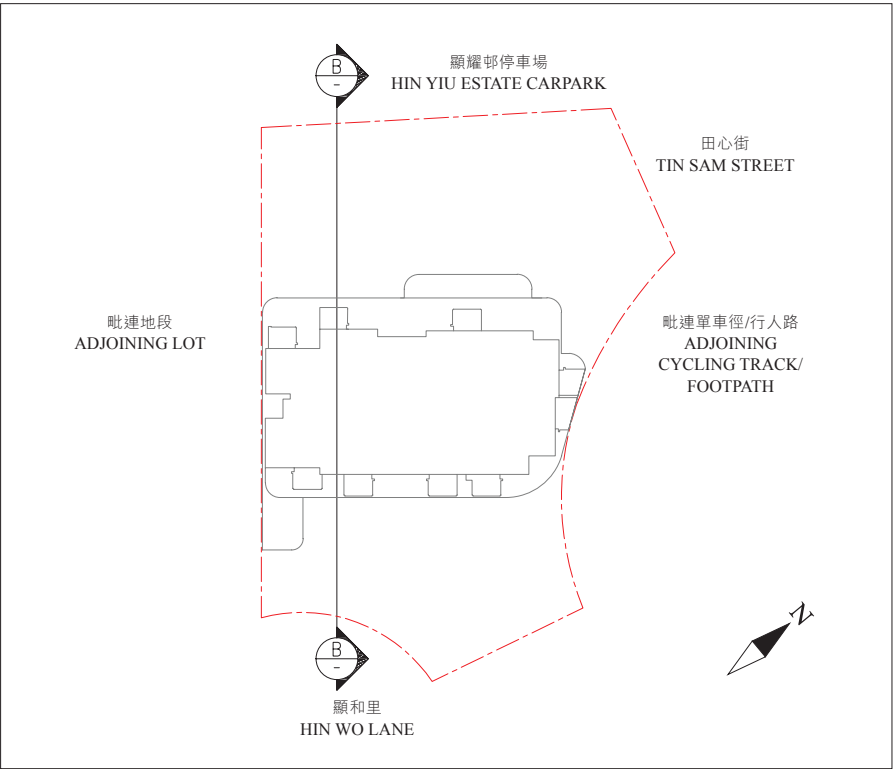 B
-
顯耀邨停車場
HIN YIU ESTATE CARPARK
田心街
TIN SAM STREET
毗連地段
ADJOINING LOT
毗連單車徑/行人路
ADJOINING
CYCLING TRACK/
FOOTPATH
N
B
-
顯和里
HIN WO LANE